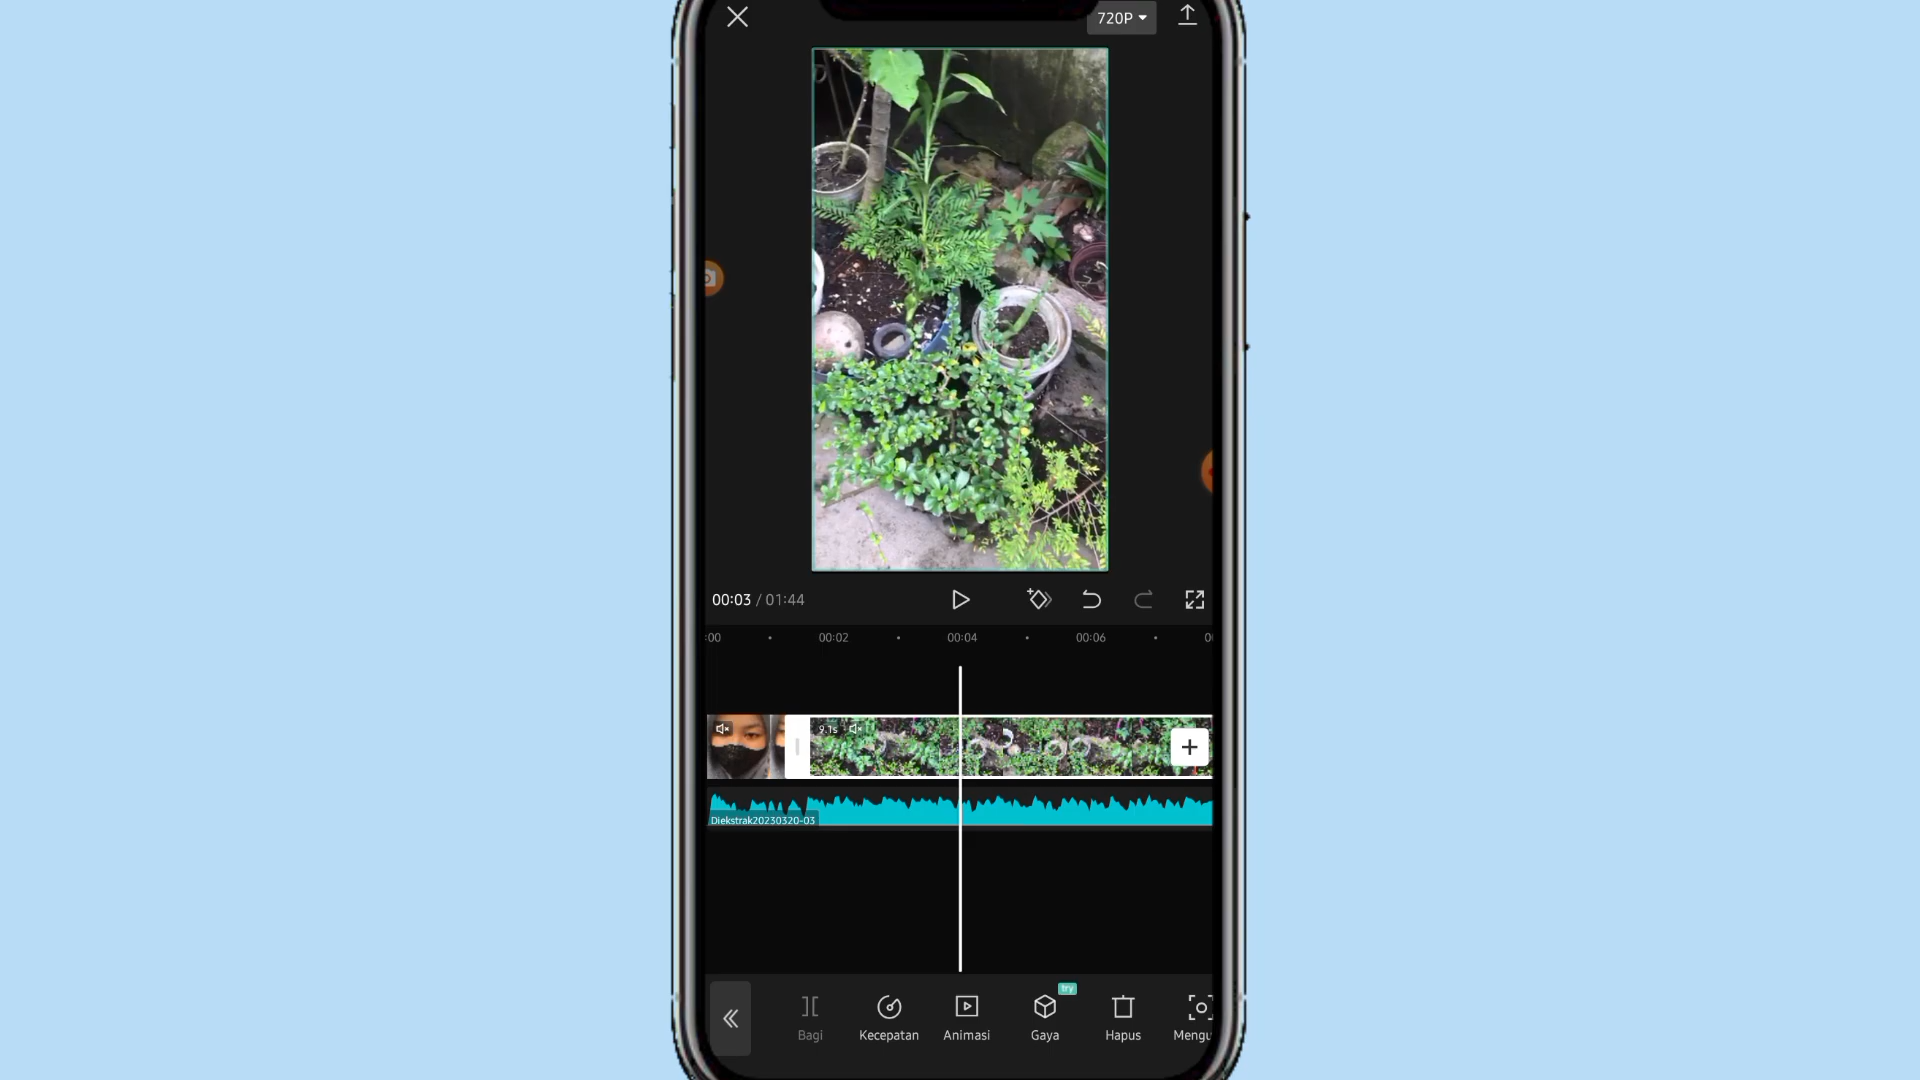 720P
00:03 / 01:44
:00 00:02 00:04 00:06
9.1s
Diekstrak20230320-03
try
Bagi Kecepatan Animasi Gaya Hapus Mengu